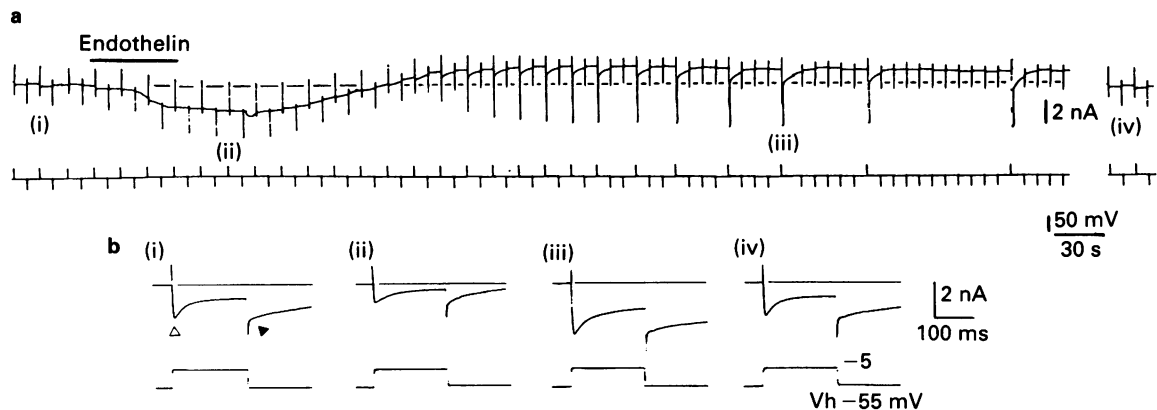 a
Endothelin
(i)
(ii)
(iii)
2 nA
(iv)
50 mV
30 s
b
(i)
(ii)
(iii)
(iv)
2 nA
100 ms
−5
Vh −55 mV